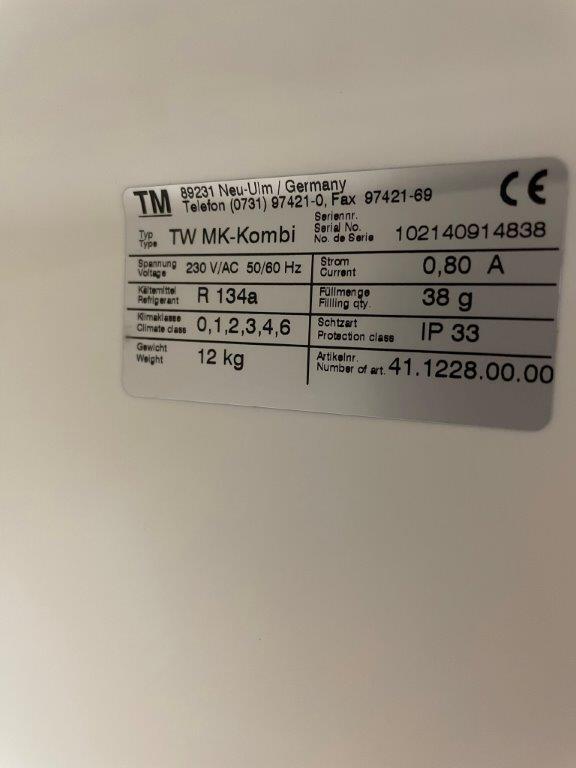 TM
89231 Neu-Ulm / Germany
Telefon (0731) 97421-0, Fax 97421-69
CE
Typ
Type
TW MK-Kombi
Seriennr.
Serial No.
No. de Serie
102140914838
Spannung
Voltage
230 V/AC 50/60 Hz
Strom
Current
0,80 A
Kältemittel
Refrigerant
R 134a
Füllmenge
Fillling qty.
38 g
Klimaklasse
Climate class
0,1,2,3,4,6
Schtzart
Protection class
IP 33
Gewicht
Weight
12 kg
Artikelnr.
Number of art.
41.1228.00.00